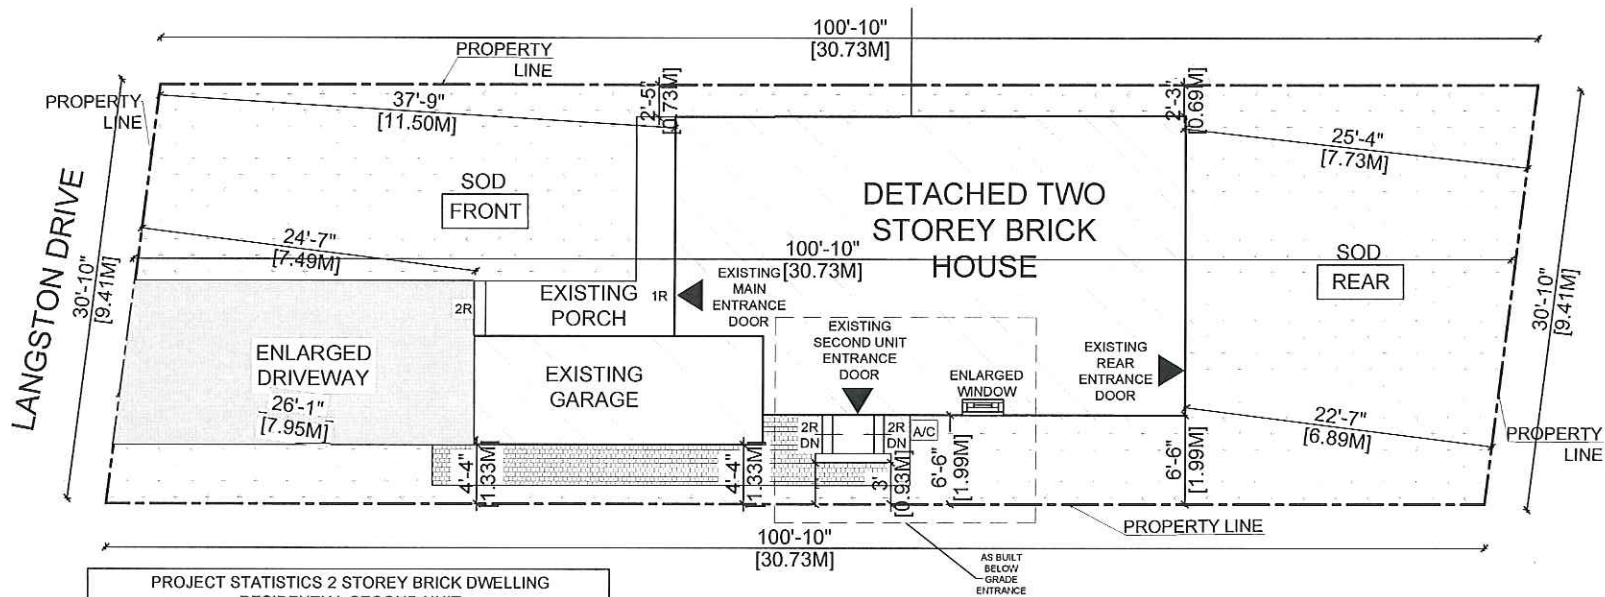 100'-10"
[30.73M]
PROPERTY
LINE
PROPERTY
LINE
37'-9"
[11.50M]
2'-5"
[0.73M]
2'-3"
[0.69M]
25'-4"
[7.73M]
SOD
FRONT
DETACHED TWO
STOREY BRICK
HOUSE
LANGSTON DRIVE
30'-10"
[9.41M]
24'-7"
[7.49M]
100'-10"
[30.73M]
SOD
REAR
30'-10"
[9.41M]
2R
EXISTING
PORCH
1R
EXISTING
MAIN
ENTRANCE
DOOR
EXISTING
SECOND UNIT
ENTRANCE
DOOR
EXISTING
REAR
ENTRANCE
DOOR
ENLARGED
DRIVEWAY
26'-1"
[7.95M]
EXISTING
GARAGE
ENLARGED
WINDOW
2R
DN
2R
DN
A/C
22'-7"
[6.89M]
PROPERTY
LINE
4'-4"
[1.33M]
4'-4"
[1.33M]
3'
[0.93M]
6'-6"
[1.99M]
6'-6"
[1.99M]
PROPERTY LINE
100'-10"
[30.73M]
AS BUILT
BELOW
GRADE
ENTRANCE
PROJECT STATISTICS 2 STOREY BRICK DWELLING